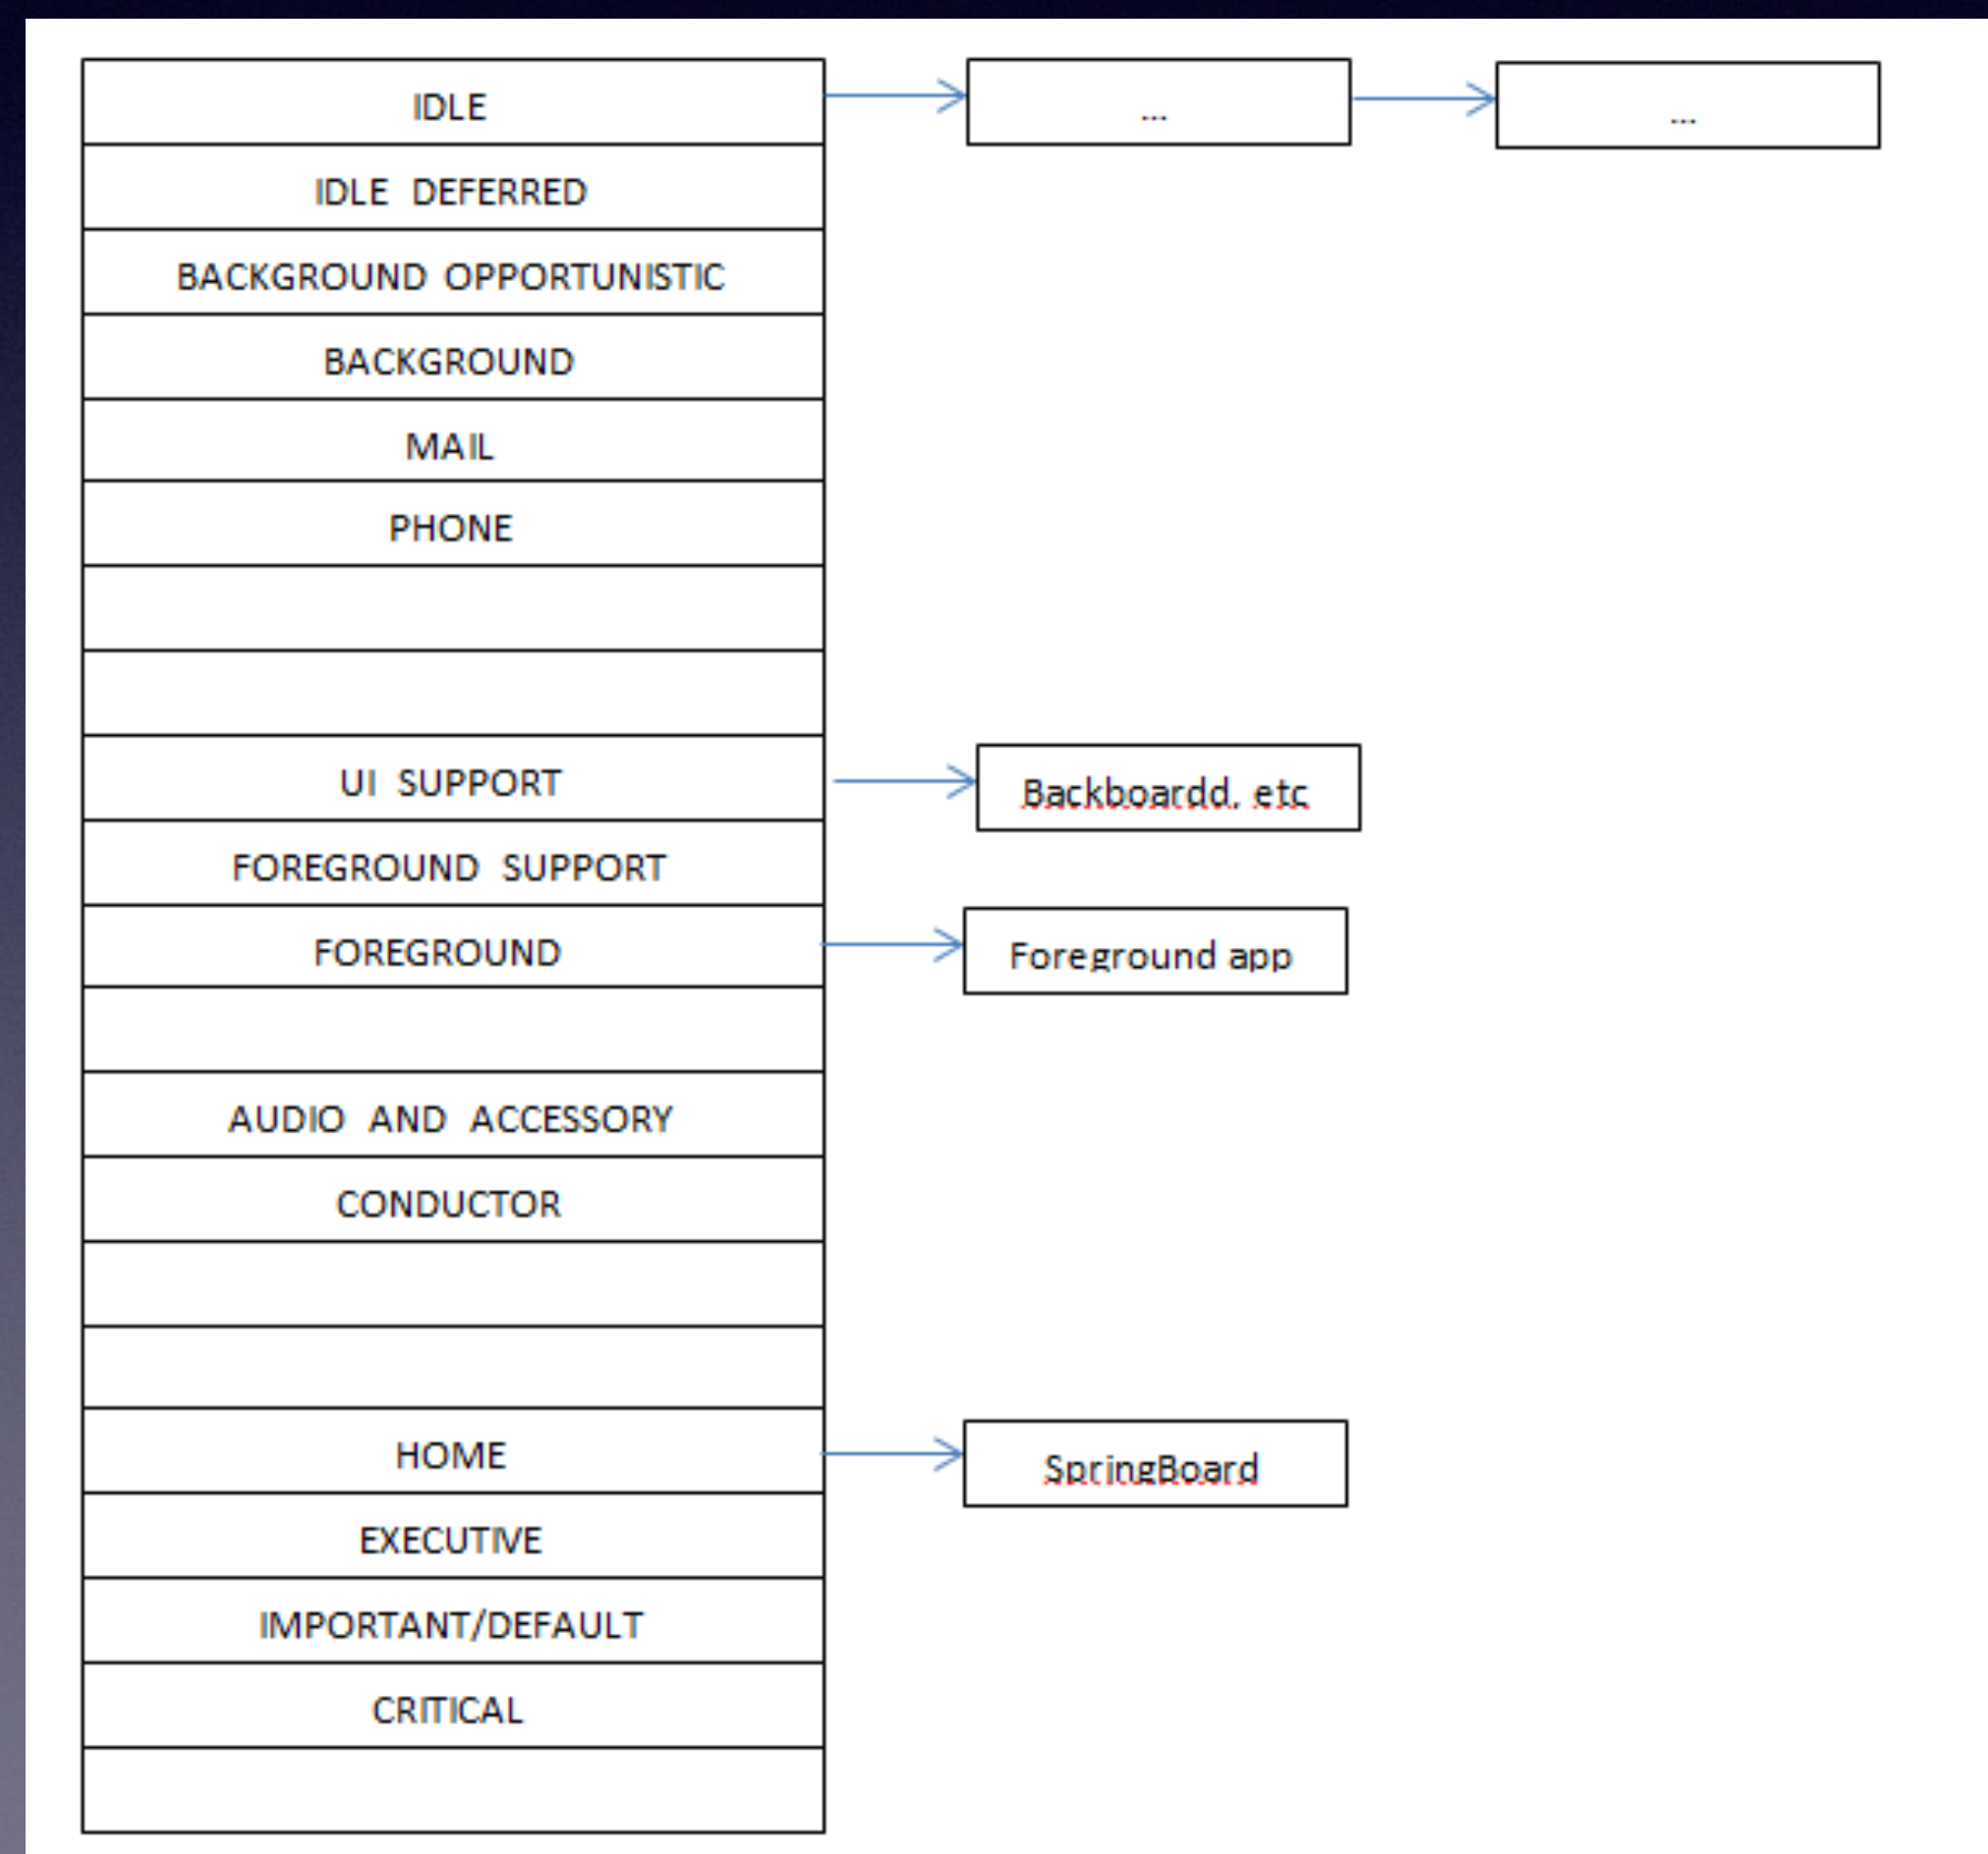 IDLE
...
...
IDLE DEFERRED
BACKGROUND OPPORTUNISTIC
BACKGROUND
MAIL
PHONE
UI SUPPORT
Backboardd, etc
FOREGROUND SUPPORT
FOREGROUND
Foreground app
AUDIO AND ACCESSORY
CONDUCTOR
HOME
SpringBoard
EXECUTIVE
IMPORTANT/DEFAULT
CRITICAL